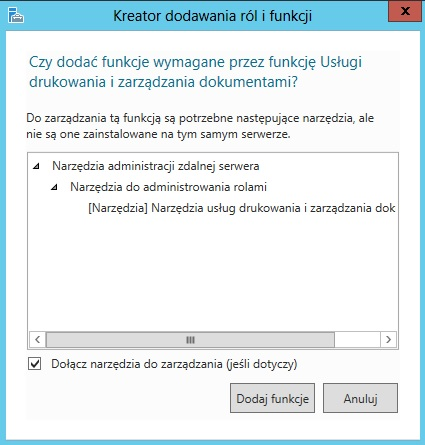 Kreator dodawania ról i funkcji
x
Czy dodać funkcje wymagane przez funkcję Usługi
drukowania i zarządzania dokumentami?
Do zarządzania tą funkcją są potrzebne następujące narzędzia, ale
nie są one zainstalowane na tym samym serwerze.
Narzędzia administracji zdalnej serwera
Narzędzia do administrowania rolami
[Narzędzia] Narzędzia usług drukowania i zarządzania dok
Dołącz narzędzia do zarządzania (jeśli dotyczy)
Dodaj funkcje
Anuluj